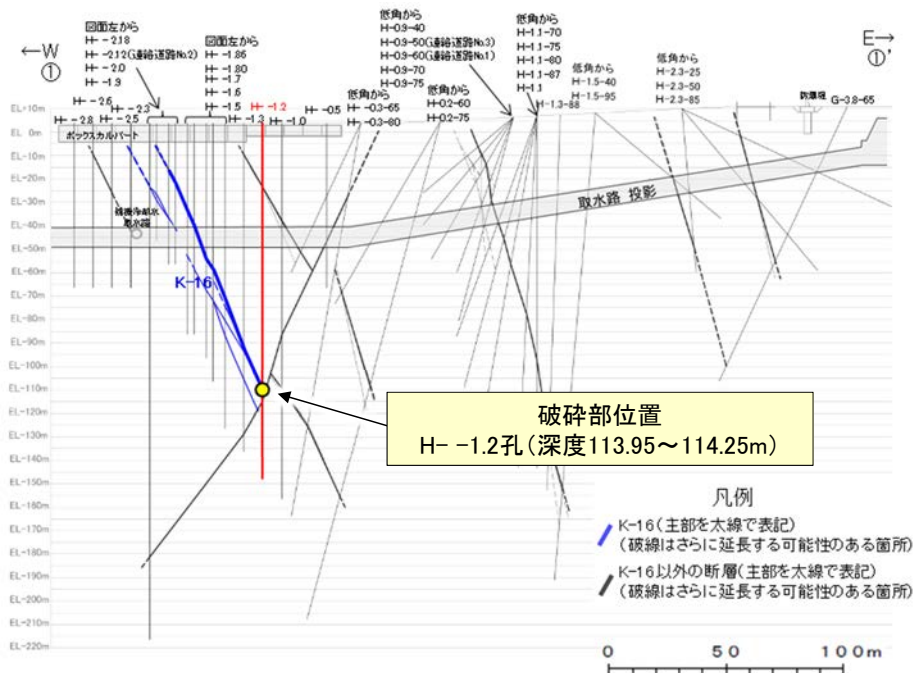 ←W
①
図面左から
H- -2.18
H- -2.12(連絡道路No.2)
H- -2.0
H- -1.9
図面左から
H- -1.86
H- -1.80
H- -1.7
H- -1.6
H- -1.5
H- -2.6
H- -2.3
H- -2.8
H- -2.5
H- -1.3
H- -1.2
H- -1.0
H- -0.5
低角から
H- -0.3-65
H- -0.3-80
低角から
H-0.9-40
H-0.9-50(連絡道路No.3)
H-0.9-60(連絡道路No.1)
H-0.9-70
H-0.9-75
低角から
H-0.2-60
H-0.2-75
低角から
H-1.1-70
H-1.1-75
H-1.1-80
H-1.1-87
H-1.1
H-1.3-88
低角から
H-1.5-40
H-1.5-95
低角から
H-2.3-25
H-2.3-50
H-2.3-85
防潮堤
G-3.8-65
E→
①'
EL+10m
EL 0m
EL-10m
EL-20m
EL-30m
EL-40m
EL-50m
EL-60m
EL-70m
EL-80m
EL-90m
EL-100m
EL-110m
EL-120m
EL-130m
EL-140m
EL-150m
EL-160m
EL-170m
EL-180m
EL-190m
EL-200m
EL-210m
EL-220m
ボックスカルバート
補機冷却水
取水路
取水路 投影
K-16
破砕部位置
H- -1.2孔(深度113.95～114.25m)
凡例
K-16(主部を太線で表記)
(破線はさらに延長する可能性のある箇所)
K-16以外の断層(主部を太線で表記)
(破線はさらに延長する可能性のある箇所)
0 50 100m